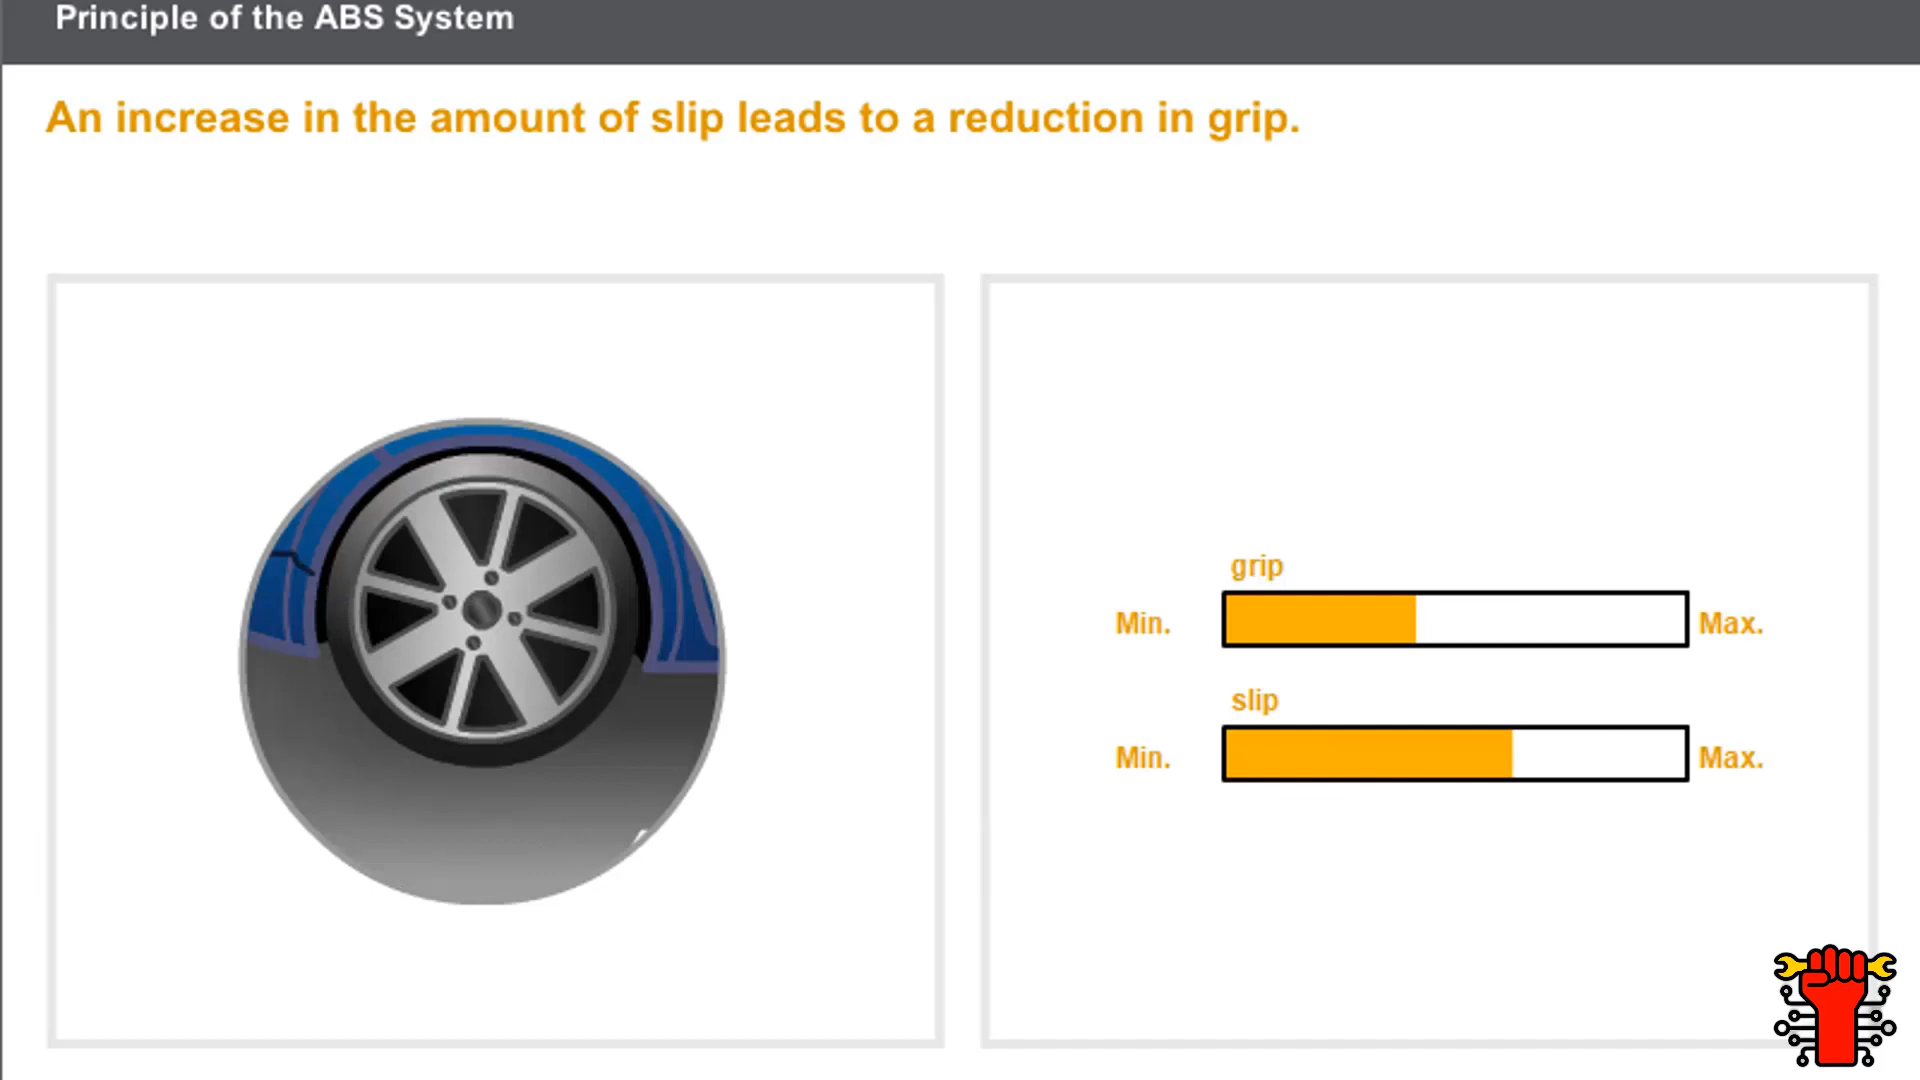 Principle of the ABS System
An increase in the amount of slip leads to a reduction in grip.
grip
Min. Max.
slip
Min. Max.